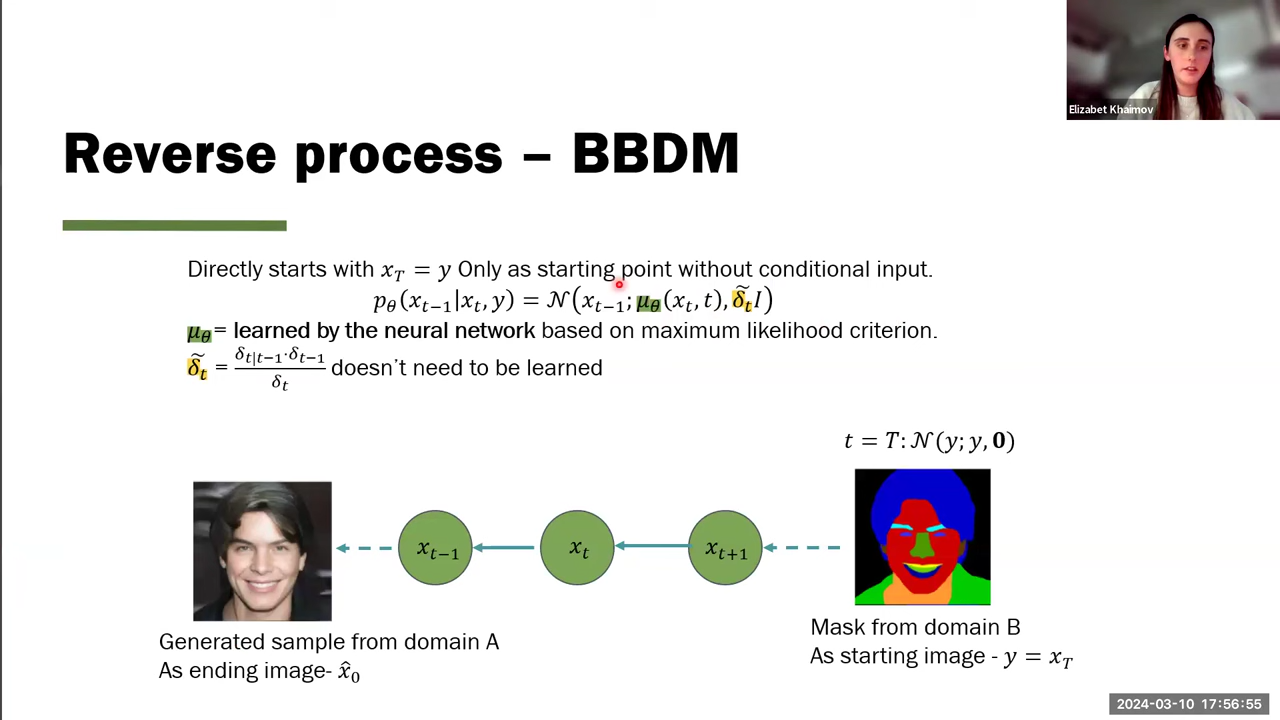 Elizabet Khaimov
Reverse process – BBDM
Directly starts with x_T = y Only as starting point without conditional input.
p_θ(x_{t−1}|x_t, y) = 𝒩(x_{t−1}; μ_θ(x_t, t), δ̃_t I)
μ_θ = learned by the neural network based on maximum likelihood criterion.
δ̃_t = δ_{t|t−1}·δ_{t−1} / δ_t doesn't need to be learned
t = T: 𝒩(y; y, 0)
x_{t−1} x_t x_{t+1}
Generated sample from domain A
As ending image- x̂_0
Mask from domain B
As starting image - y = x_T
2024-03-10 17:56:55